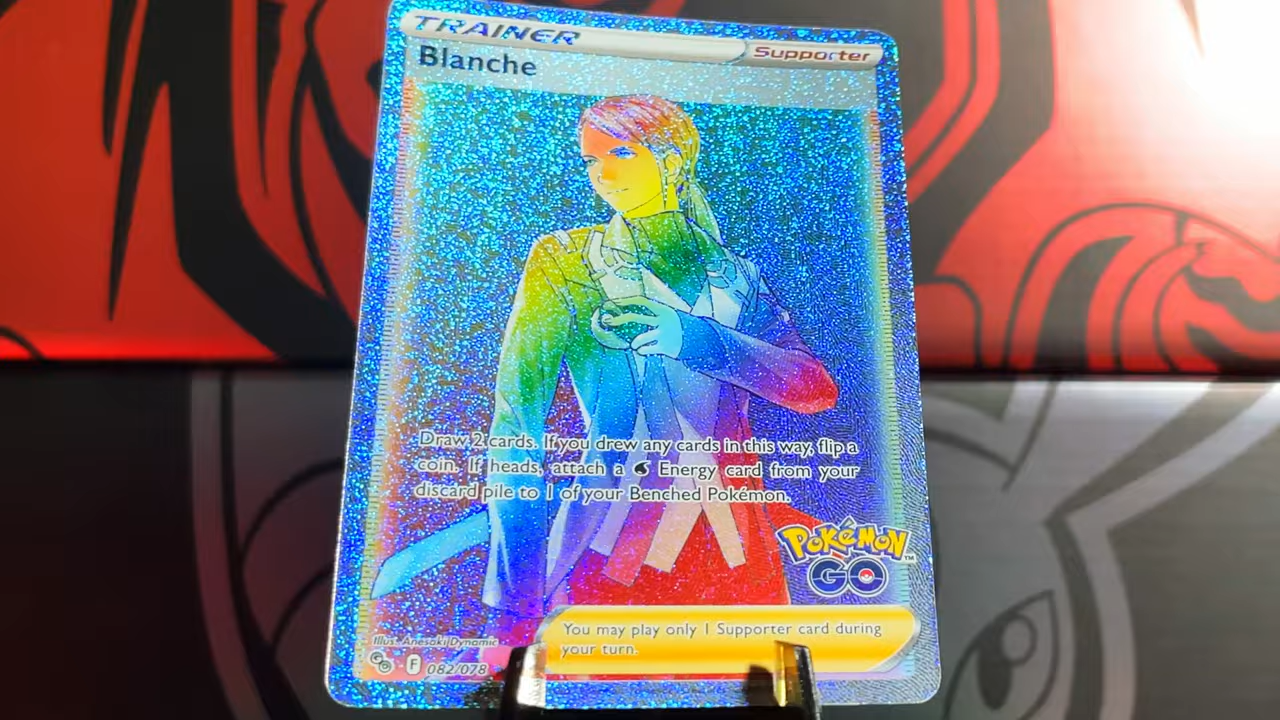 TRAINER
Supporter
Blanche
Draw 2 cards. If you drew any cards in this way, flip a
coin. If heads, attach a Energy card from your
discard pile to 1 of your Benched Pokémon.
POKéMON™
GO
You may play only 1 Supporter card during
your turn.
Illus. Anesaki Dynamic
F 082/078